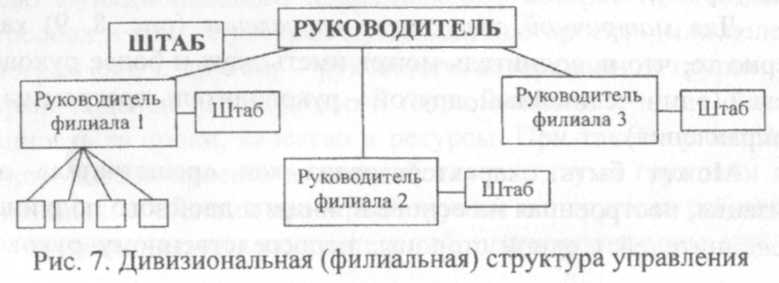 ШТАБ
РУКОВОДИТЕЛЬ
Руководитель
филиала 1
Штаб
Руководитель
филиала 3
Штаб
Руководитель
филиала 2
Штаб
Рис. 7. Дивизиональная (филиальная) структура управления